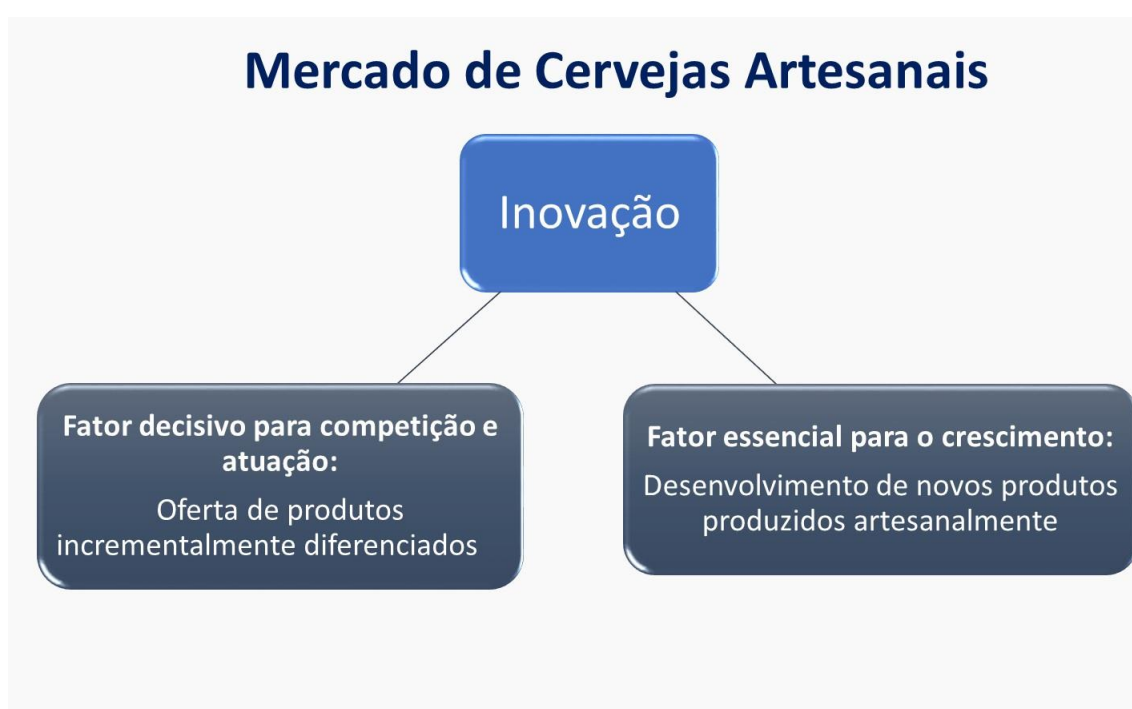 Mercado de Cervejas Artesanais
Inovação
Fator decisivo para competição e
atuação:
Oferta de produtos
incrementalmente diferenciados
Fator essencial para o crescimento:
Desenvolvimento de novos produtos
produzidos artesanalmente